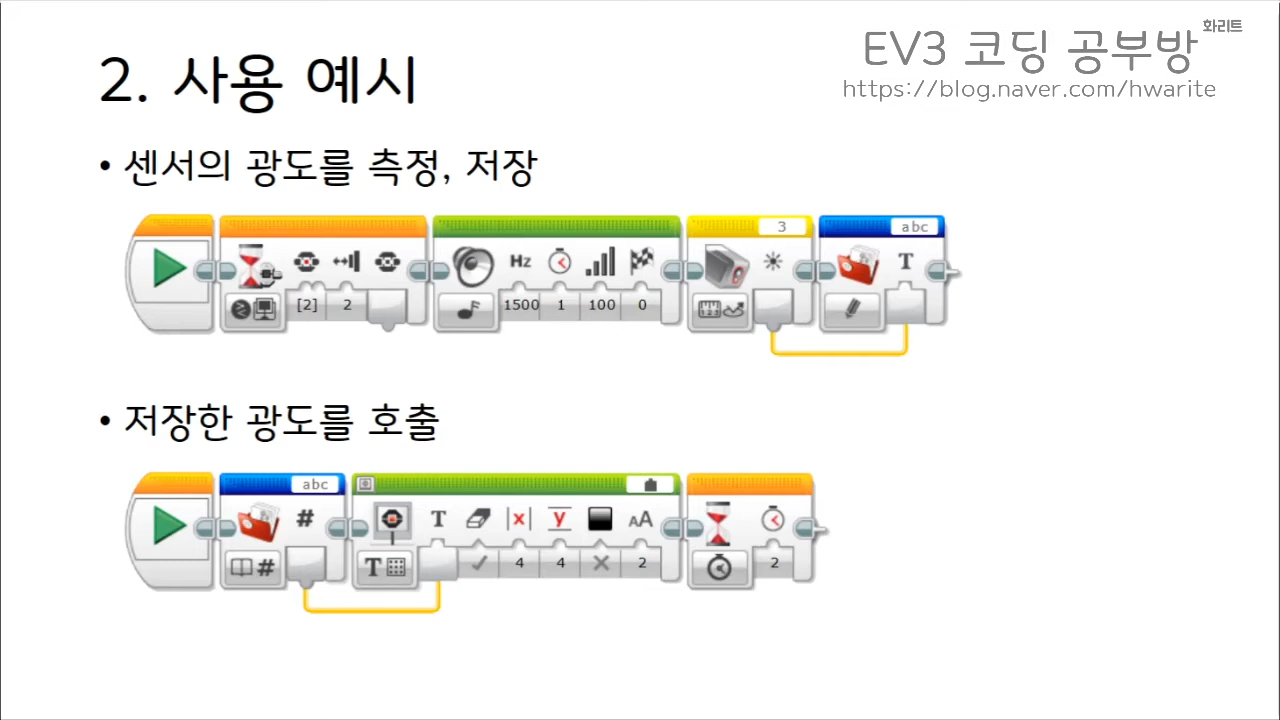 화리트
EV3 코딩 공부방
https://blog.naver.com/hwarite
2. 사용 예시
• 센서의 광도를 측정, 저장
3 abc
Hz T
[2] 2 1500 1 100 0
• 저장한 광도를 호출
abc
# T x y AA
# T 4 4 2 2